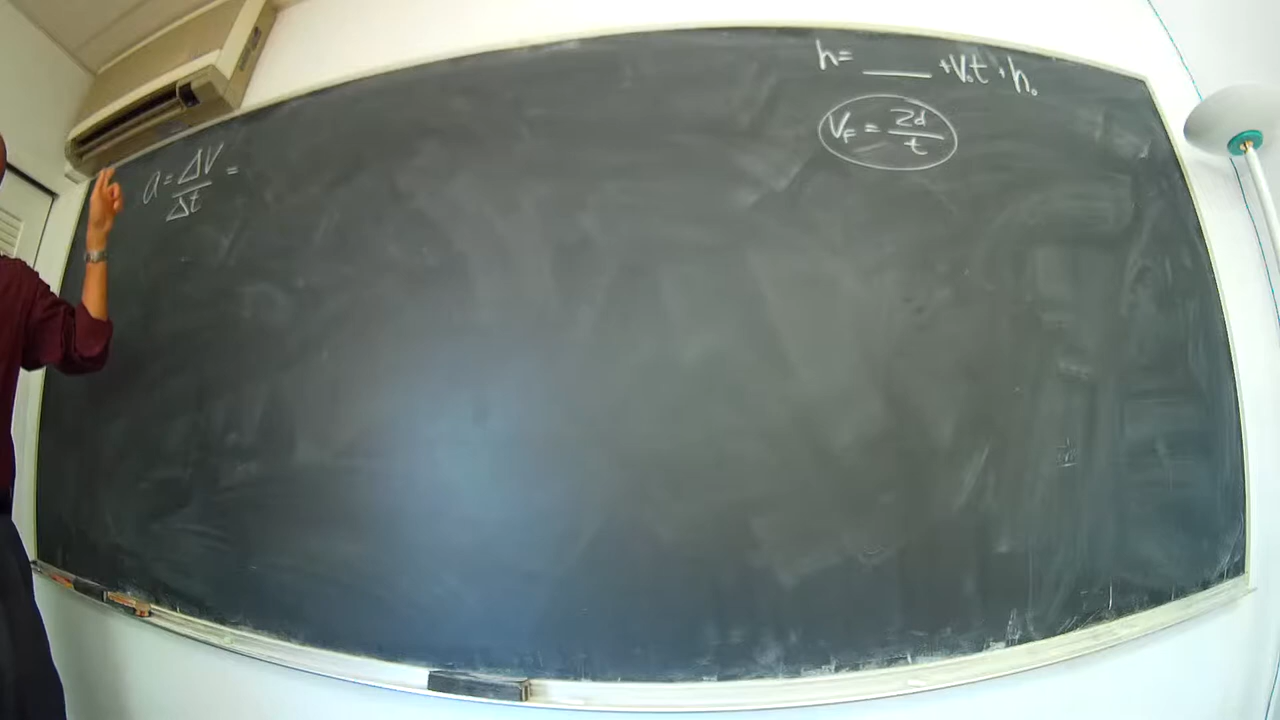 h= ___ +V₀t + h₀
V_F = 2d/t
a = ΔV/Δt =